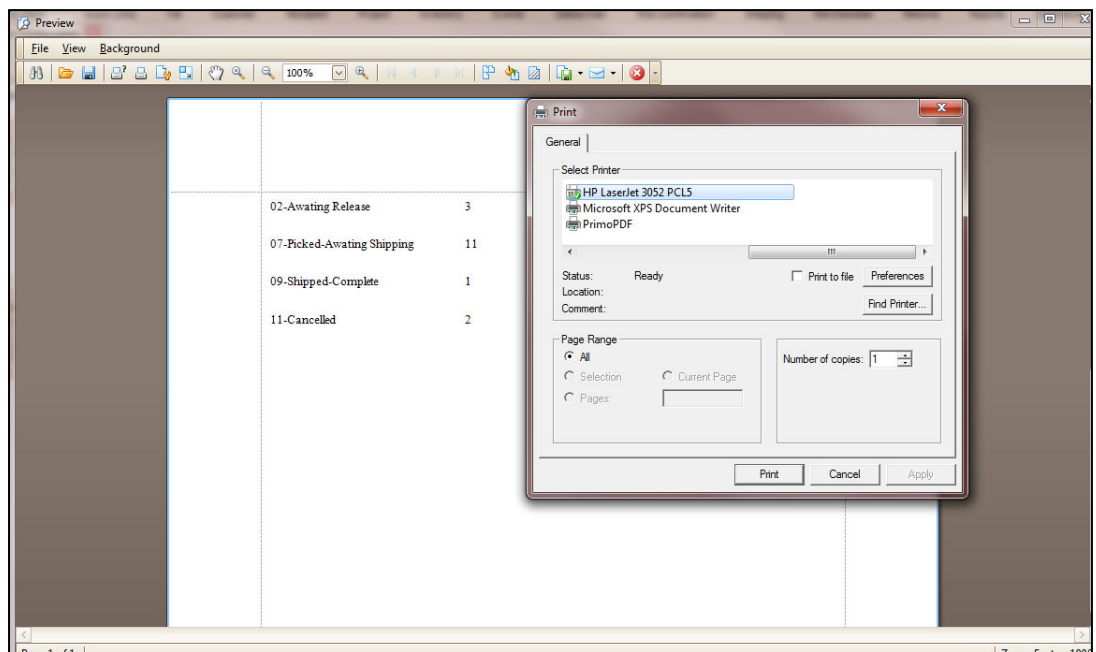 Preview
File View Background
100%
02-Awating Release 3
07-Picked-Awating Shipping 11
09-Shipped-Complete 1
11-Cancelled 2
Print
General
Select Printer
HP LaserJet 3052 PCL5
Microsoft XPS Document Writer
PrimoPDF
Status: Ready
Print to file Preferences
Location:
Comment:
Find Printer...
Page Range
All
Selection Current Page
Pages:
Number of copies: 1
Print Cancel Apply